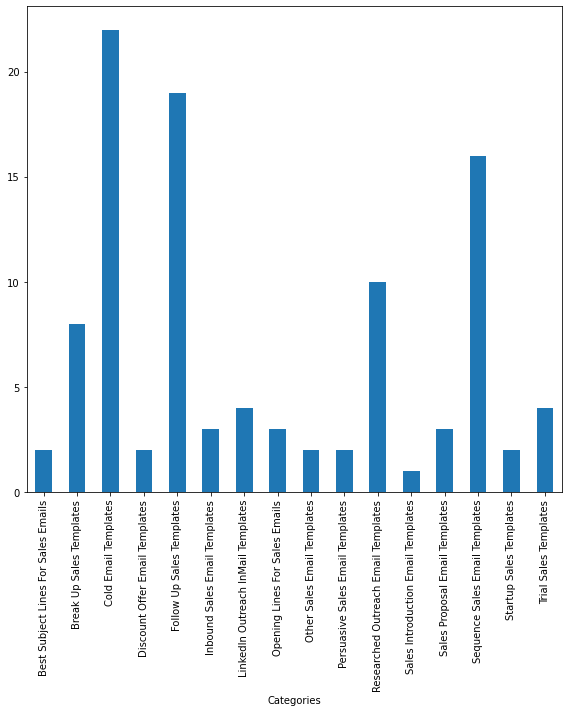 20
15
10
5
0
Best Subject Lines For Sales Emails
Break Up Sales Templates
Cold Email Templates
Discount Offer Email Templates
Follow Up Sales Templates
Inbound Sales Email Templates
LinkedIn Outreach InMail Templates
Opening Lines For Sales Emails
Other Sales Email Templates
Persuasive Sales Email Templates
Researched Outreach Email Templates
Sales Introduction Email Templates
Sales Proposal Email Templates
Sequence Sales Email Templates
Startup Sales Templates
Trial Sales Templates
Categories